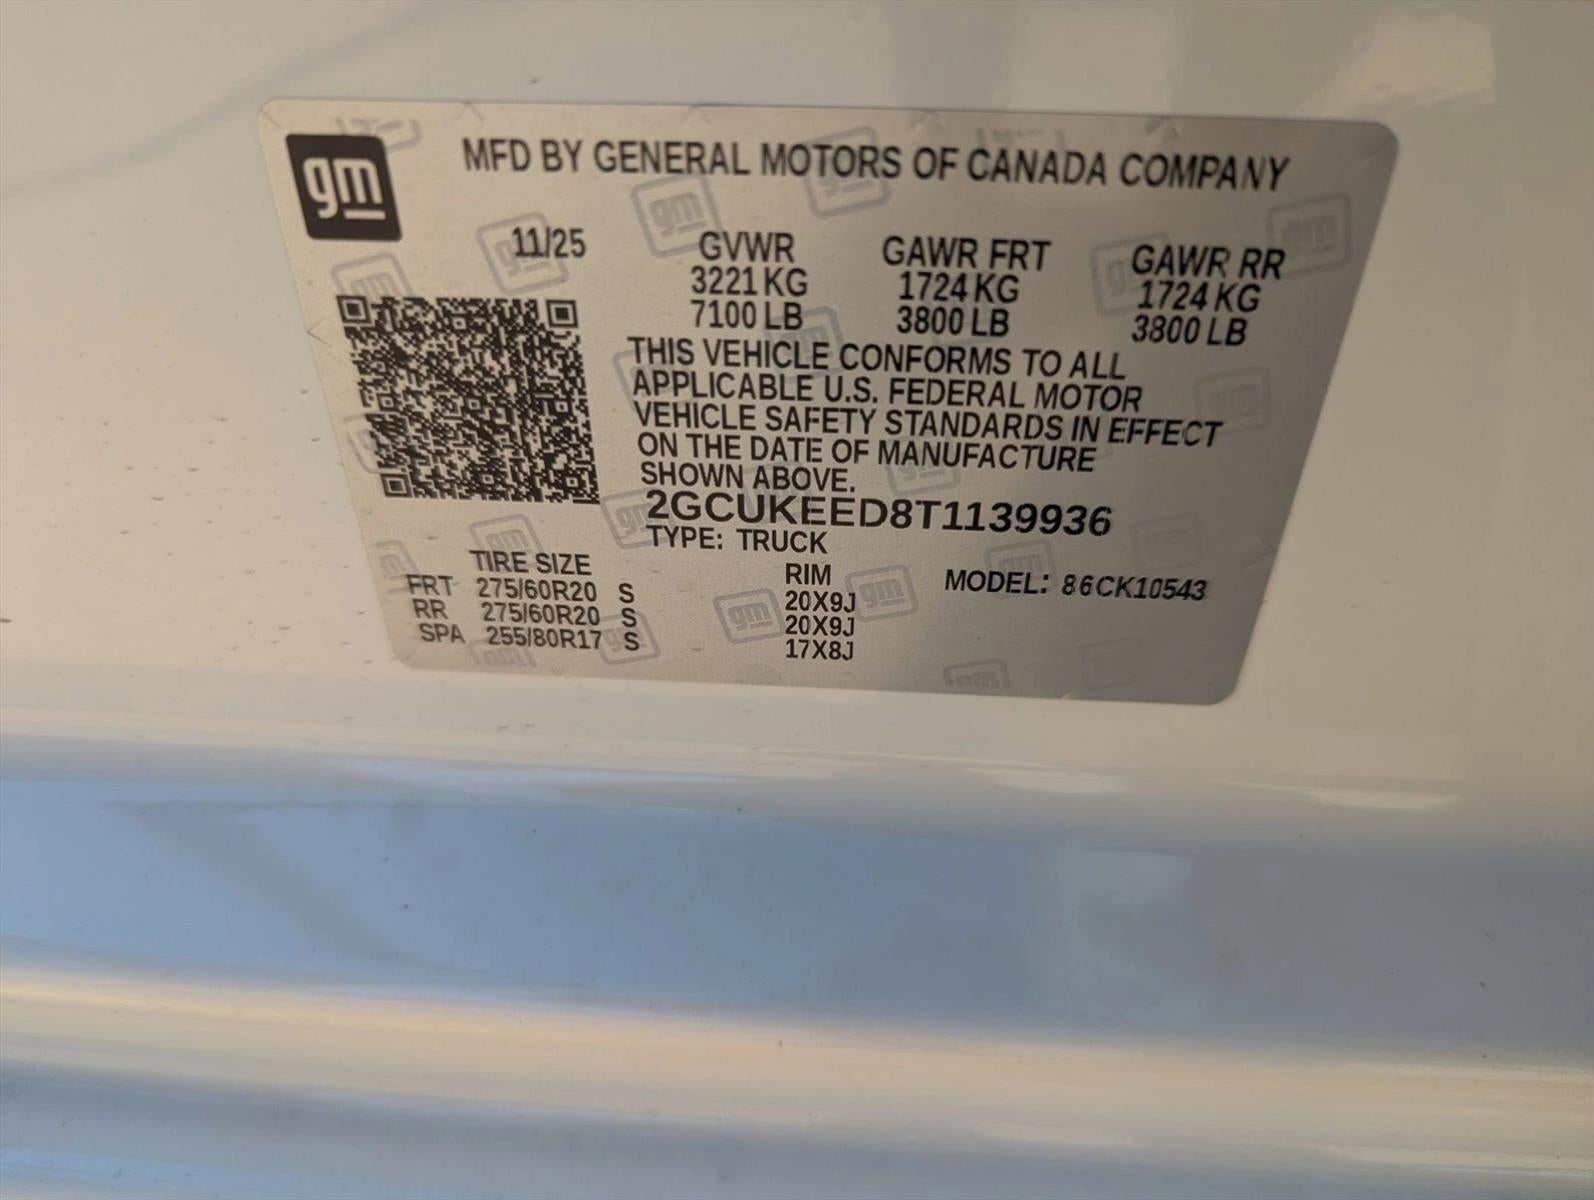 gm
MFD BY GENERAL MOTORS OF CANADA COMPANY
11/25 GVWR GAWR FRT GAWR RR
3221 KG 1724 KG 1724 KG
7100 LB 3800 LB 3800 LB
THIS VEHICLE CONFORMS TO ALL
APPLICABLE U.S. FEDERAL MOTOR
VEHICLE SAFETY STANDARDS IN EFFECT
ON THE DATE OF MANUFACTURE
SHOWN ABOVE.
2GCUKEED8T1139936
TYPE: TRUCK
TIRE SIZE RIM MODEL: 86CK10543
FRT 275/60R20 S 20X9J
RR 275/60R20 S 20X9J
SPA 255/80R17 S 17X8J